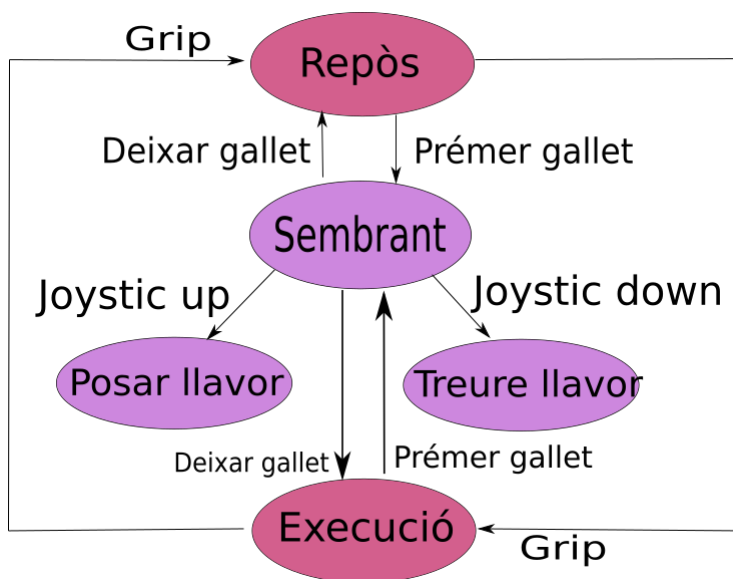 Grip
Repòs
Deixar gallet
Prémer gallet
Sembrant
Joystic up
Joystic down
Posar llavor
Treure llavor
Deixar gallet
Prémer gallet
Execució
Grip